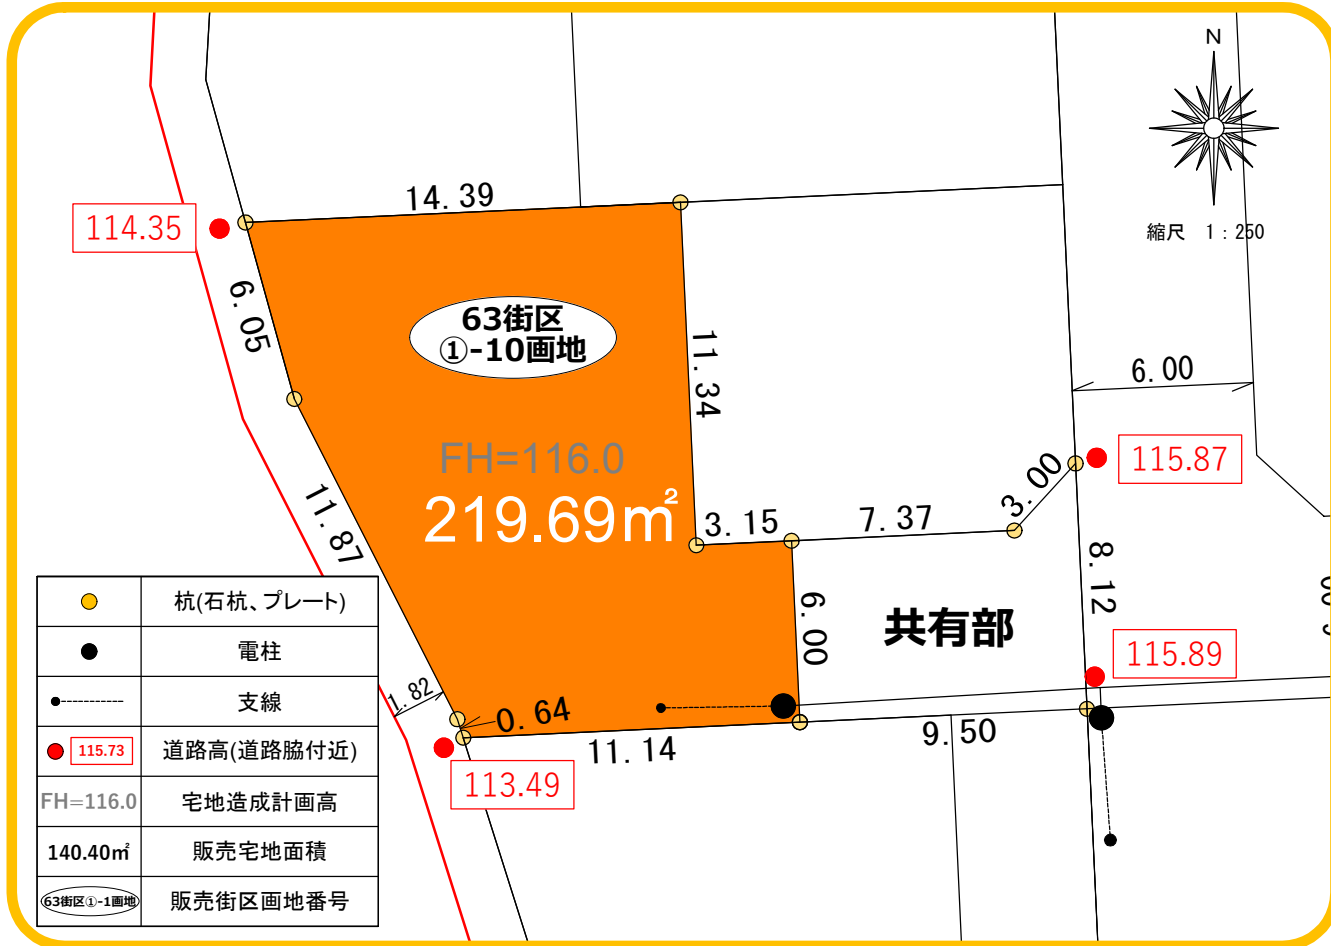 N
縮尺 1：250
14.39
114.35
6.05
63街区
①-10画地
11.34
6.00
FH=116.0
219.69㎡
115.87
3.00
3.15
7.37
11.87
8.12
6.00
共有部
115.89
1.82
0.64
11.14
9.50
113.49
杭(石杭、プレート)
電柱
支線
115.73
道路高(道路脇付近)
FH=116.0
宅地造成計画高
140.40㎡
販売宅地面積
63街区①-1画地
販売街区画地番号